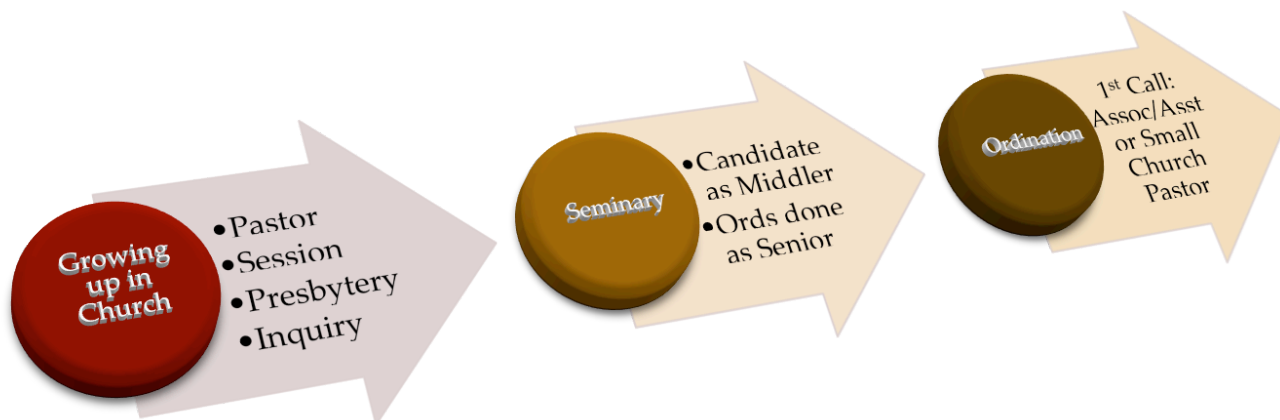 Growing
up in
Church
•Pastor
•Session
•Presbytery
•Inquiry
Seminary
•Candidate
as Middler
•Ords done
as Senior
Ordination
1st Call:
Assoc/Asst
or Small
Church
Pastor